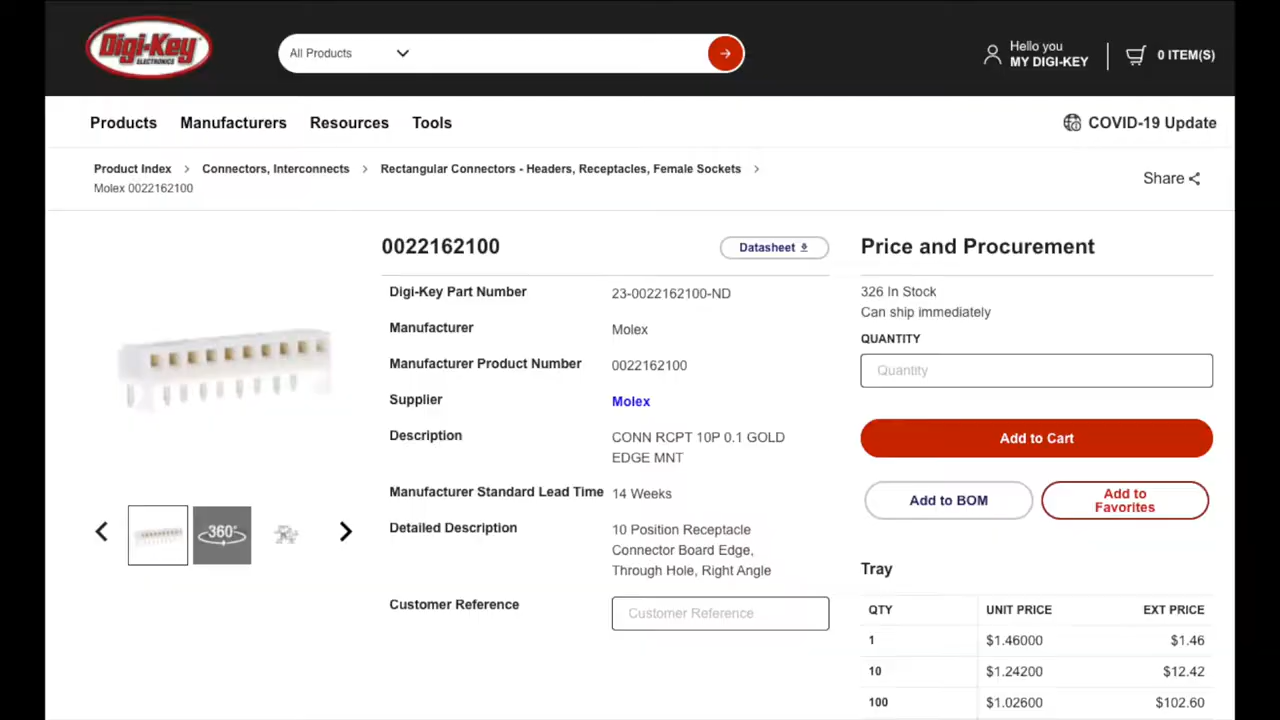 Digi-Key
ELECTRONICS
All Products
Hello you
MY DIGI-KEY
0 ITEM(S)
Products
Manufacturers
Resources
Tools
COVID-19 Update
Product Index
Connectors, Interconnects
Rectangular Connectors - Headers, Receptacles, Female Sockets
Molex 0022162100
Share
0022162100
Datasheet
Digi-Key Part Number
23-0022162100-ND
Manufacturer
Molex
Manufacturer Product Number
0022162100
Supplier
Molex
Description
CONN RCPT 10P 0.1 GOLD
EDGE MNT
Manufacturer Standard Lead Time
14 Weeks
Detailed Description
10 Position Receptacle
Connector Board Edge,
Through Hole, Right Angle
Customer Reference
Customer Reference
360°
Price and Procurement
326 In Stock
Can ship immediately
QUANTITY
Quantity
Add to Cart
Add to BOM
Add to
Favorites
Tray
QTY UNIT PRICE EXT PRICE
1 $1.46000 $1.46
10 $1.24200 $12.42
100 $1.02600 $102.60